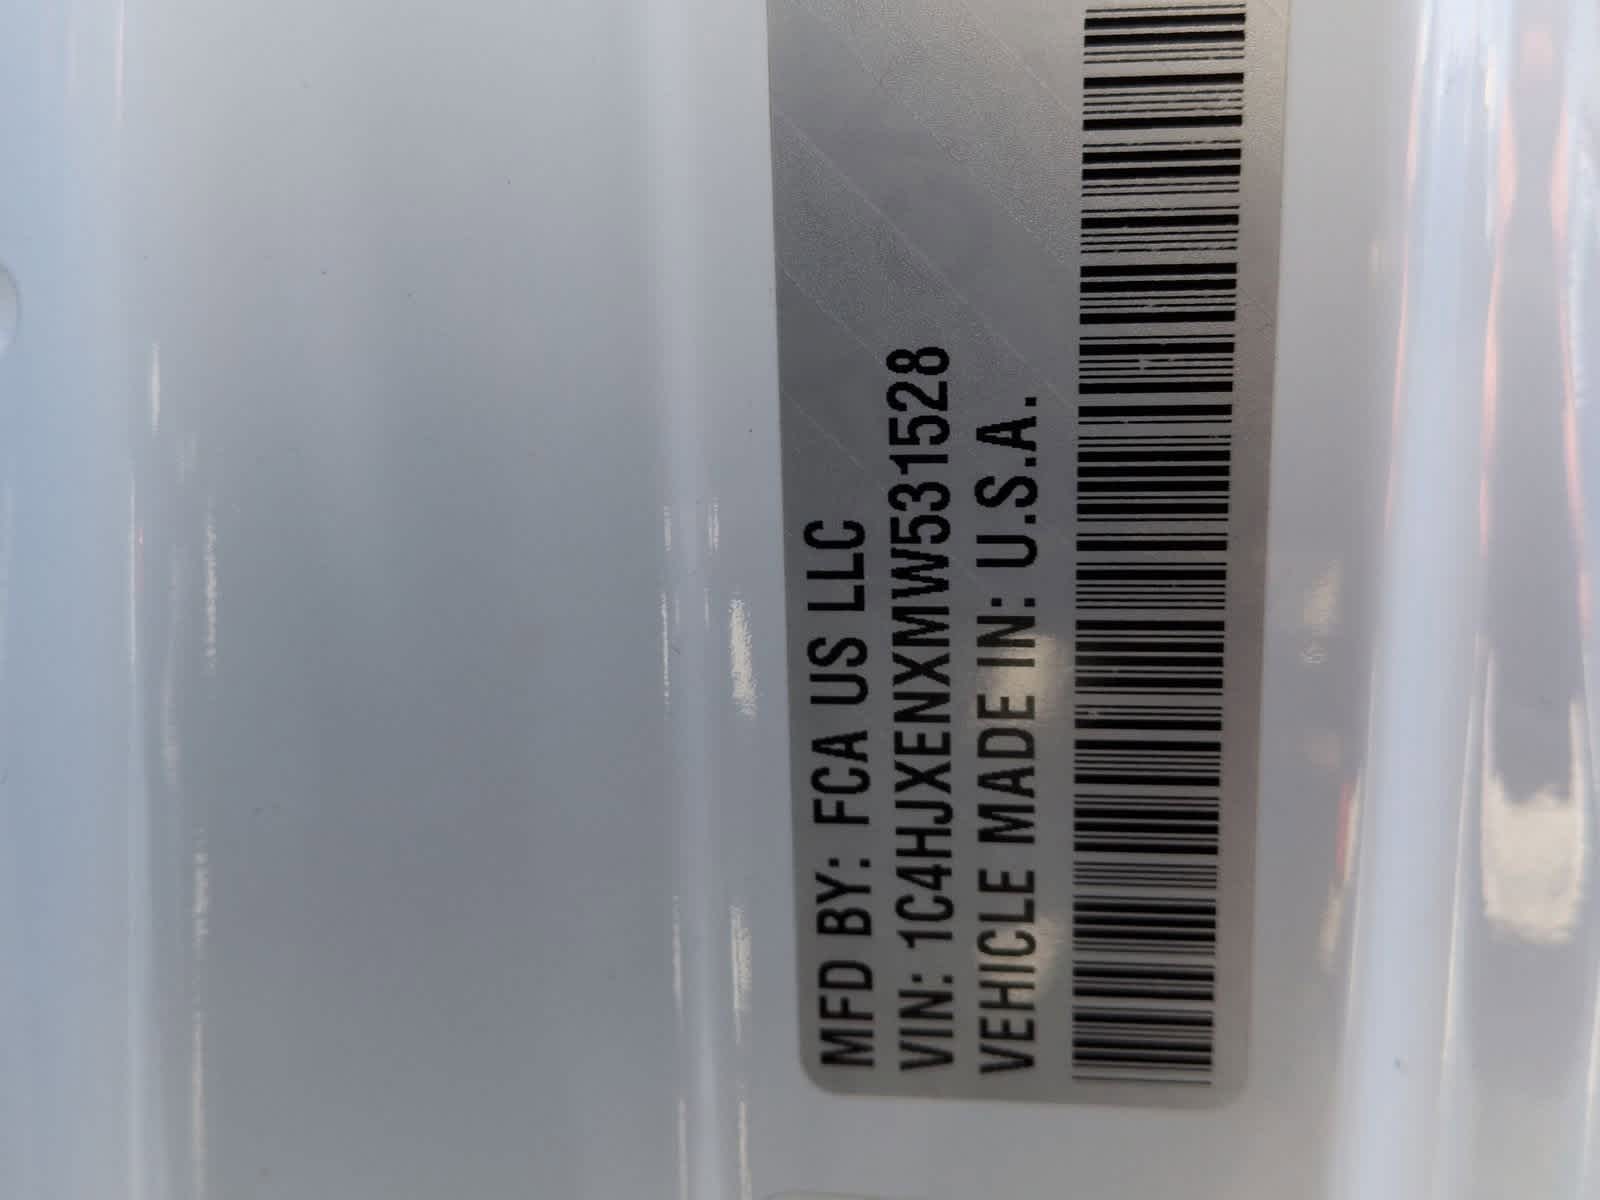 MFD BY: FCA US LLC
VIN: 1C4HJXENXMW531528
VEHICLE MADE IN: U.S.A.